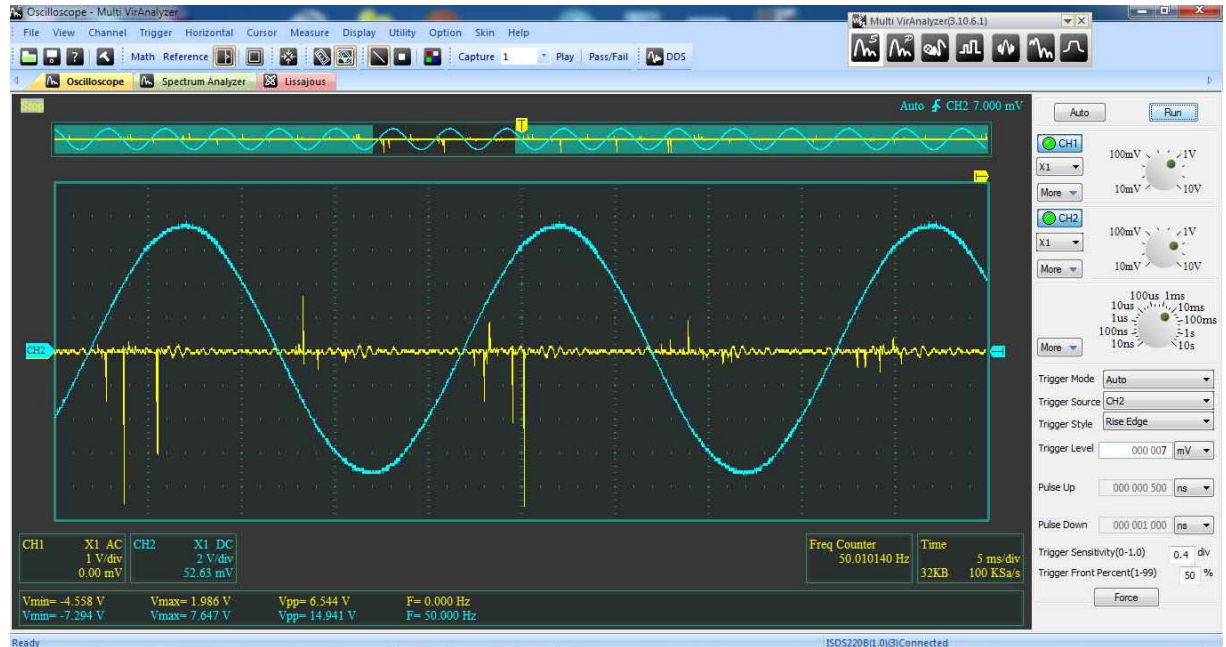 Oscilloscope - Multi VirAnalyzer
Multi VirAnalyzer(3.10.6.1)
File View Channel Trigger Horizontal Cursor Measure Display Utility Option Skin Help
Math Reference Capture 1 Play Pass/Fail DDS
Oscilloscope Spectrum Analyzer Lissajous
Stop
Auto CH2 7.000 mV
T
CH2
CH1 X1 AC
1 V/div
0.00 mV
CH2 X1 DC
2 V/div
52.63 mV
Freq Counter
50.010140 Hz
Time
5 ms/div
32KB 100 KSa/s
Vmin= -4.558 V Vmax= 1.986 V Vpp= 6.544 V F= 0.000 Hz
Vmin= -7.294 V Vmax= 7.647 V Vpp= 14.941 V F= 50.000 Hz
Auto Run
CH1
X1
More
100mV 1V
10mV 10V
CH2
X1
More
100mV 1V
10mV 10V
100us 1ms
10us 10ms
1us 100ms
100ns 1s
10ns 10s
More
Trigger Mode Auto
Trigger Source CH2
Trigger Style Rise Edge
Trigger Level 000 007 mV
Pulse Up 000 000 500 ns
Pulse Down 000 001 000 ns
Trigger Sensitivity(0-1.0) 0.4 div
Trigger Front Percent(1-99) 50 %
Force
Ready
ISDS220B(1.0)(3)Connected